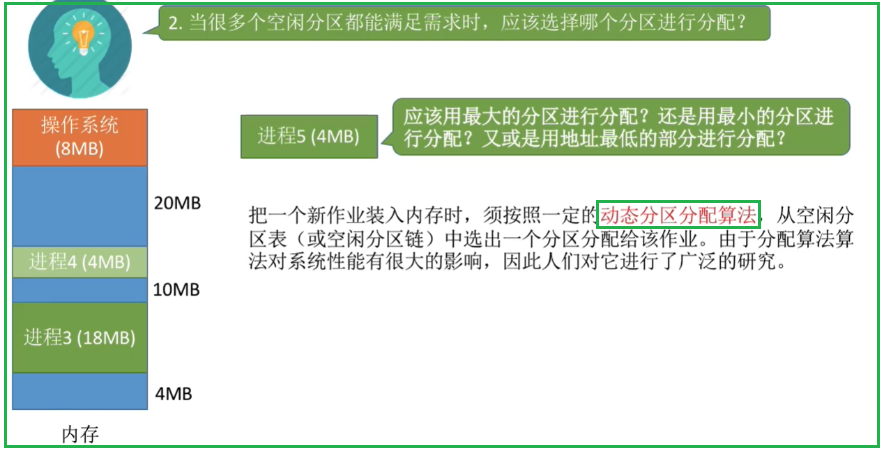 2. 当很多个空闲分区都能满足需求时，应该选择哪个分区进行分配？
操作系统
(8MB)
20MB
进程4 (4MB)
10MB
进程3 (18MB)
4MB
内存
进程5 (4MB)
应该用最大的分区进行分配？还是用最小的分区进
行分配？又或是用地址最低的部分进行分配？
把一个新作业装入内存时，须按照一定的动态分区分配算法，从空闲分
区表（或空闲分区链）中选出一个分区分配给该作业。由于分配算法算
法对系统性能有很大的影响，因此人们对它进行了广泛的研究。